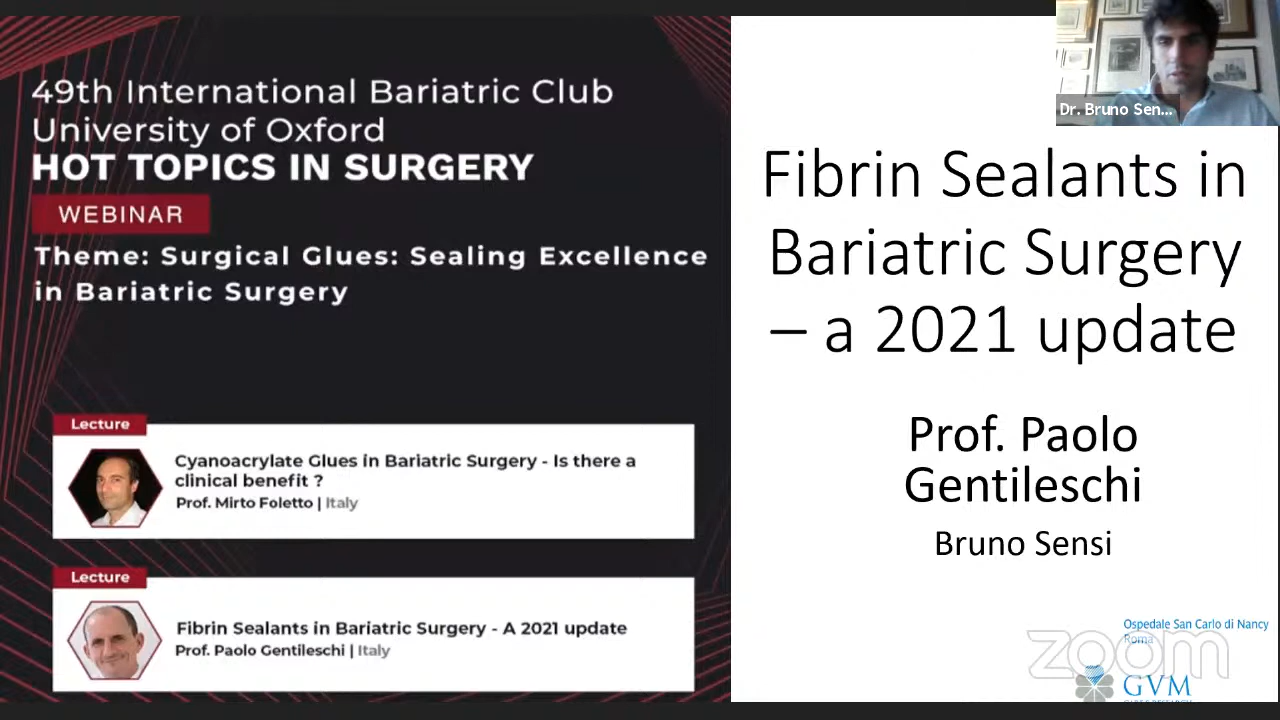 49th International Bariatric Club
University of Oxford
HOT TOPICS IN SURGERY
WEBINAR
Theme: Surgical Glues: Sealing Excellence
in Bariatric Surgery
Lecture
Cyanoacrylate Glues in Bariatric Surgery - Is there a
clinical benefit ?
Prof. Mirto Foletto | Italy
Lecture
Fibrin Sealants in Bariatric Surgery - A 2021 update
Prof. Paolo Gentileschi | Italy
Dr. Bruno Sen...
Fibrin Sealants in
Bariatric Surgery
– a 2021 update
Prof. Paolo
Gentileschi
Bruno Sensi
Ospedale San Carlo di Nancy
Roma
zoom
GVM